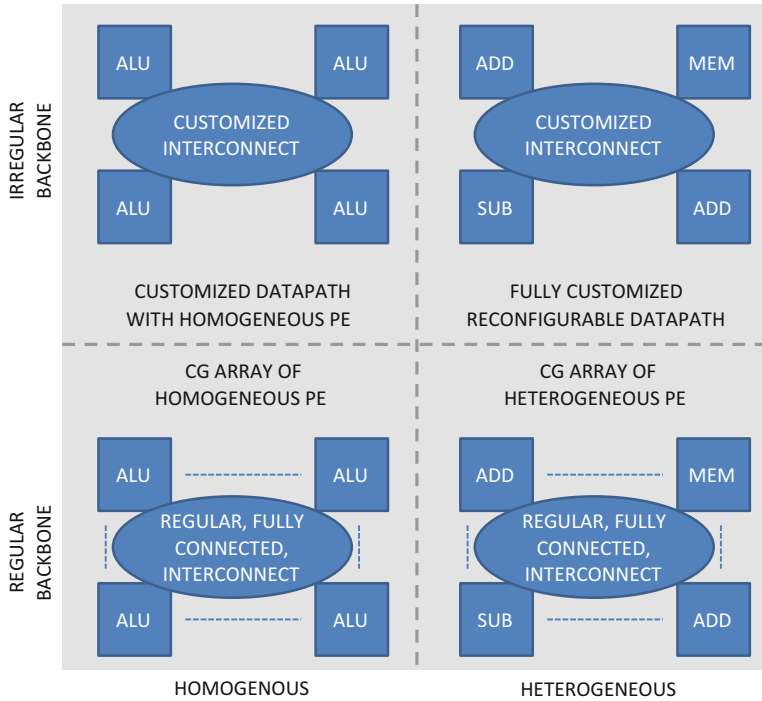 IRREGULAR
BACKBONE
ALU
ALU
CUSTOMIZED
INTERCONNECT
ALU
ALU
CUSTOMIZED DATAPATH
WITH HOMOGENEOUS PE
ADD
MEM
CUSTOMIZED
INTERCONNECT
SUB
ADD
FULLY CUSTOMIZED
RECONFIGURABLE DATAPATH
REGULAR
BACKBONE
CG ARRAY OF
HOMOGENEOUS PE
ALU
ALU
REGULAR, FULLY
CONNECTED,
INTERCONNECT
ALU
ALU
CG ARRAY OF
HETEROGENEOUS PE
ADD
MEM
REGULAR, FULLY
CONNECTED,
INTERCONNECT
SUB
ADD
HOMOGENOUS
HETEROGENEOUS